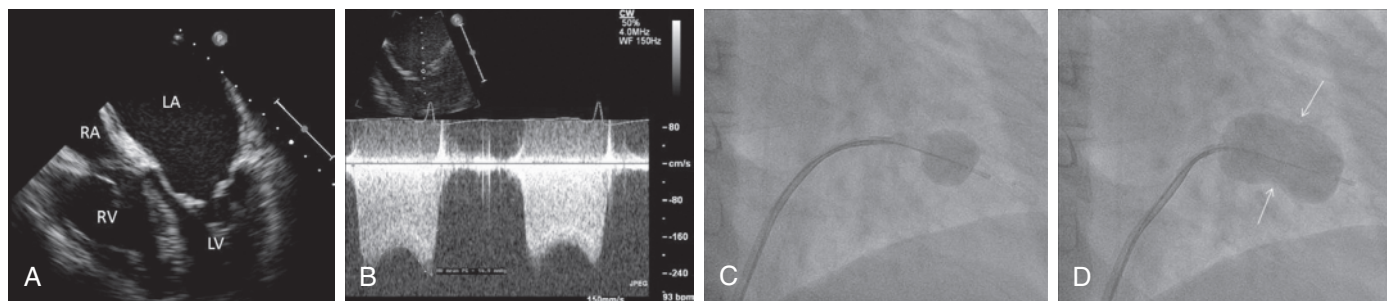 LA
RA
RV
LV
A
CW
50%
4.0MHz
WF 150Hz
80
cm/s
-80
-160
-240
JPEG
93 bpm
150mm/s
B
C
D